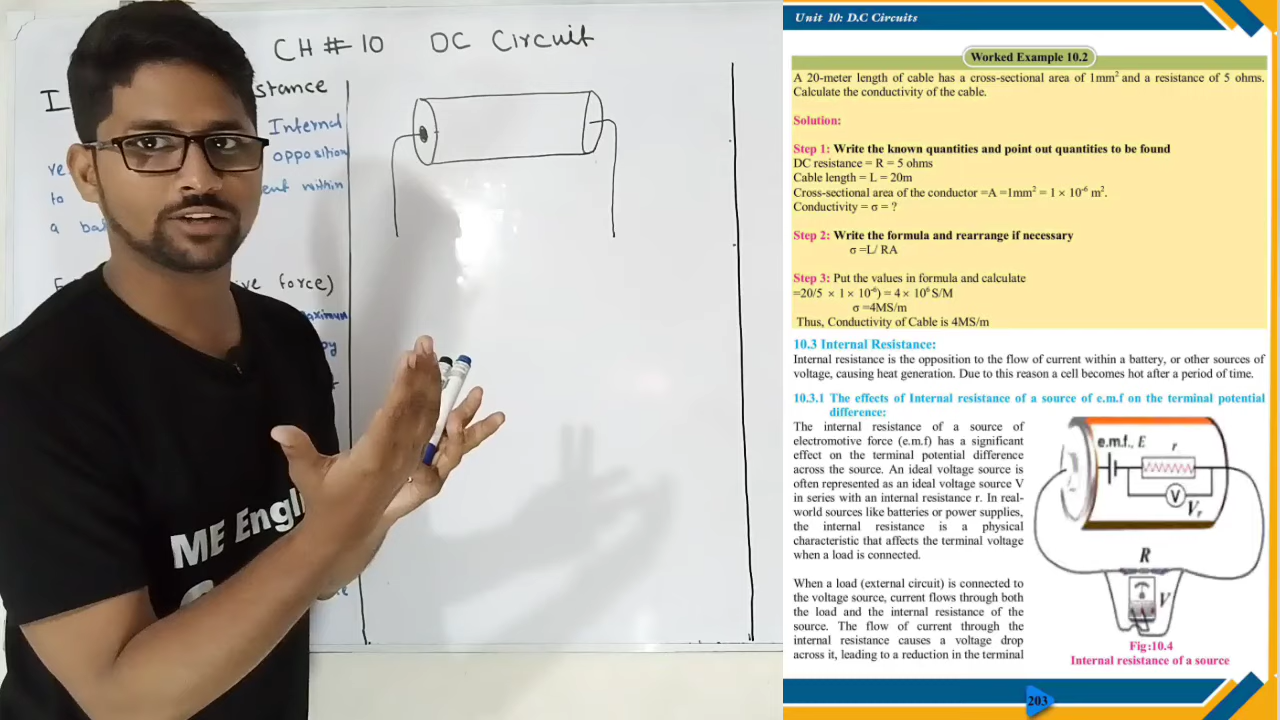 CH # 10 DC Circuit
I stance
Internal
opposition
to ent within
a bat
ve force)
aximum
by
ME Engli
Unit 10: D.C Circuits
Worked Example 10.2
A 20-meter length of cable has a cross-sectional area of 1mm² and a resistance of 5 ohms.
Calculate the conductivity of the cable.
Solution:
Step 1: Write the known quantities and point out quantities to be found
DC resistance = R = 5 ohms
Cable length = L = 20m
Cross-sectional area of the conductor =A =1mm² = 1 × 10⁻⁶ m².
Conductivity = σ = ?
Step 2: Write the formula and rearrange if necessary
σ =L/ RA
Step 3: Put the values in formula and calculate
=20/5 × 1 × 10⁻⁶) = 4 × 10⁶ S/M
σ =4MS/m
Thus, Conductivity of Cable is 4MS/m
10.3 Internal Resistance:
Internal resistance is the opposition to the flow of current within a battery, or other sources of
voltage, causing heat generation. Due to this reason a cell becomes hot after a period of time.
10.3.1 The effects of Internal resistance of a source of e.m.f on the terminal potential
difference:
The internal resistance of a source of
electromotive force (e.m.f) has a significant
effect on the terminal potential difference
across the source. An ideal voltage source is
often represented as an ideal voltage source V
in series with an internal resistance r. In real-
world sources like batteries or power supplies,
the internal resistance is a physical
characteristic that affects the terminal voltage
when a load is connected.
When a load (external circuit) is connected to
the voltage source, current flows through both
the load and the internal resistance of the
source. The flow of current through the
internal resistance causes a voltage drop
across it, leading to a reduction in the terminal
e.m.f., E r
V
Vr
R
V
Fig:10.4
Internal resistance of a source
203